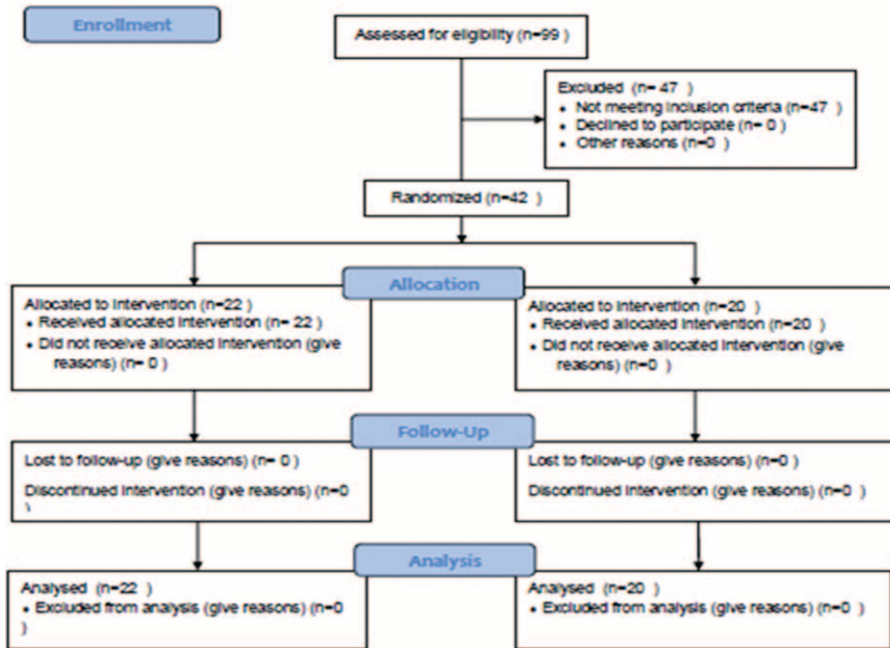 Enrollment
Assessed for eligibility (n=99 )
Excluded (n= 47 )
• Not meeting inclusion criteria (n=47 )
• Declined to participate (n= 0 )
• Other reasons (n=0 )
Randomized (n=42 )
Allocation
Allocated to intervention (n=22 )
• Received allocated intervention (n= 22 )
• Did not receive allocated intervention (give
reasons) (n= 0 )
Allocated to intervention (n=20 )
• Received allocated intervention (n=20 )
• Did not receive allocated intervention (give
reasons) (n=0 )
Follow-Up
Lost to follow-up (give reasons) (n= 0 )
Discontinued intervention (give reasons) (n=0
)
Lost to follow-up (give reasons) (n=0 )
Discontinued intervention (give reasons) (n=0 )
Analysis
Analysed (n=22 )
• Excluded from analysis (give reasons) (n=0
)
Analysed (n=20 )
• Excluded from analysis (give reasons) (n=0 )